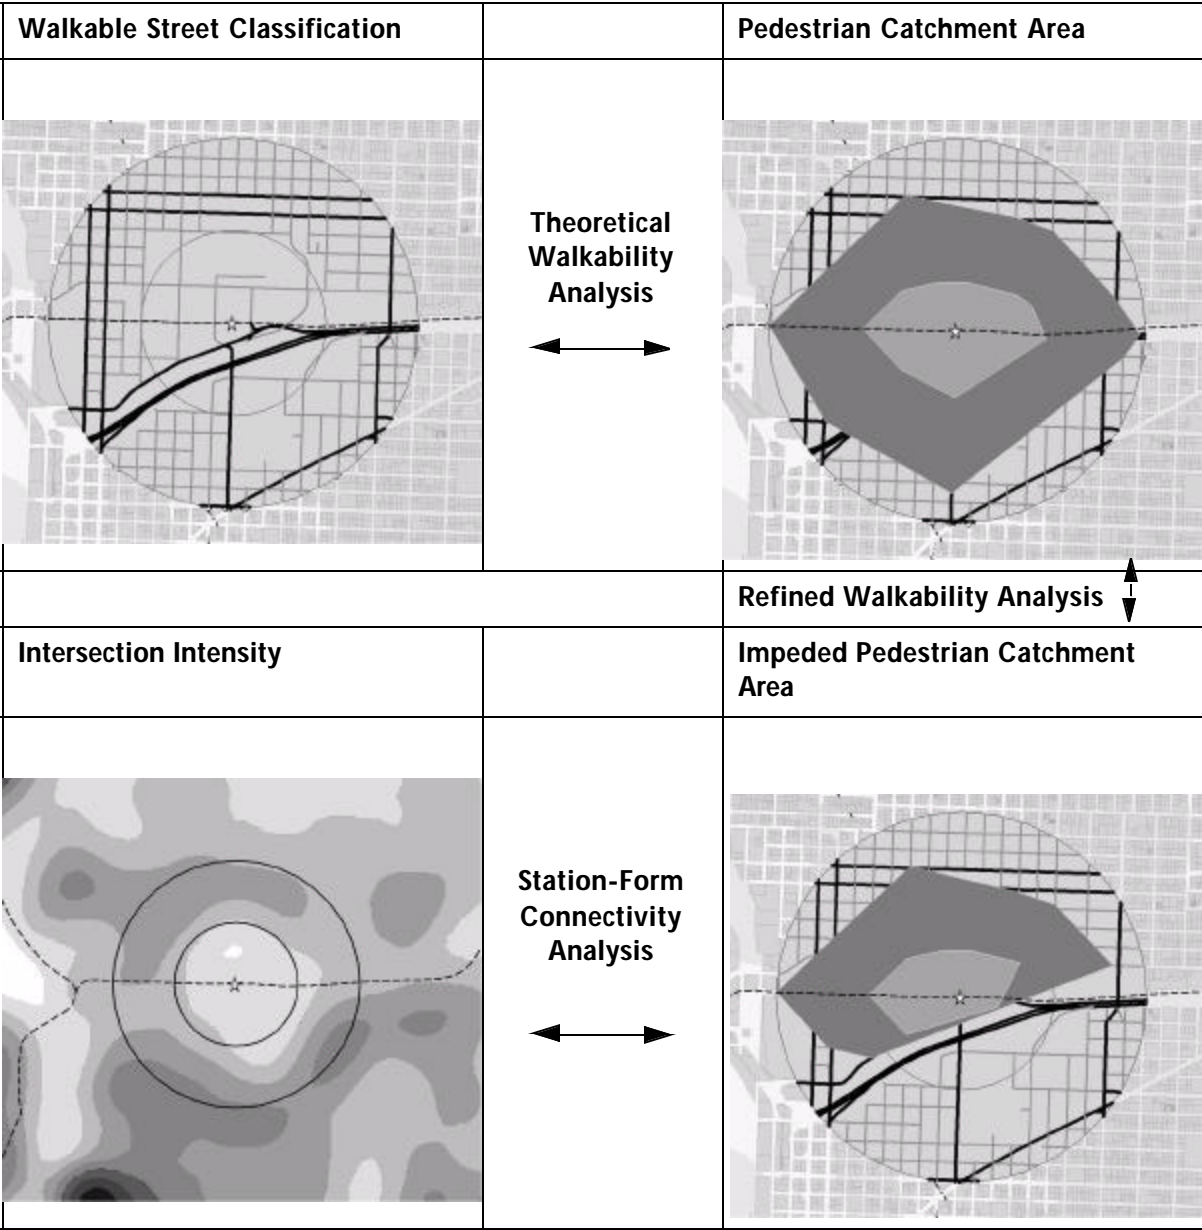 Walkable Street Classification
Pedestrian Catchment Area
Theoretical
Walkability
Analysis
Refined Walkability Analysis
Intersection Intensity
Impeded Pedestrian Catchment
Area
Station-Form
Connectivity
Analysis